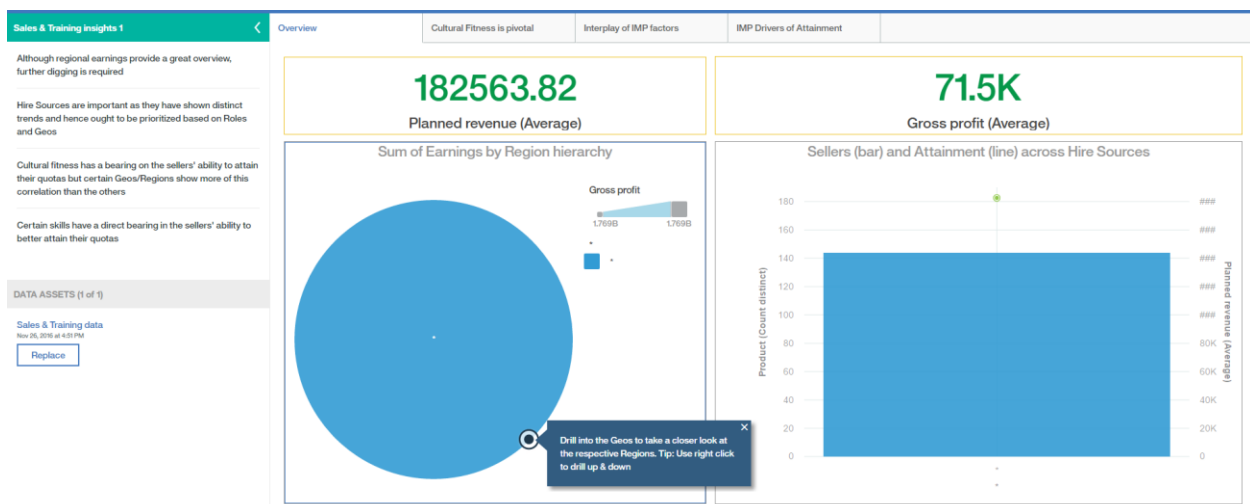 Sales & Training insights 1
Although regional earnings provide a great overview,
further digging is required
Hire Sources are important as they have shown distinct
trends and hence ought to be prioritized based on Roles
and Geos
Cultural fitness has a bearing on the sellers' ability to attain
their quotas but certain Geos/Regions show more of this
correlation than the others
Certain skills have a direct bearing in the sellers' ability to
better attain their quotas
DATA ASSETS (1 of 1)
Sales & Training data
Nov 26, 2016 at 4:51 PM
Replace
Overview
Cultural Fitness is pivotal
Interplay of IMP factors
IMP Drivers of Attainment
182563.82
Planned revenue (Average)
71.5K
Gross profit (Average)
Sum of Earnings by Region hierarchy
Gross profit
1.769B 1.769B
Drill into the Geos to take a closer look at
the respective Regions. Tip: Use right click
to drill up & down
Sellers (bar) and Attainment (line) across Hire Sources
Product (Count distinct)
180
160
140
120
100
80
60
40
20
0
###
###
###
###
###
80K
60K
40K
20K
0
Planned revenue (Average)